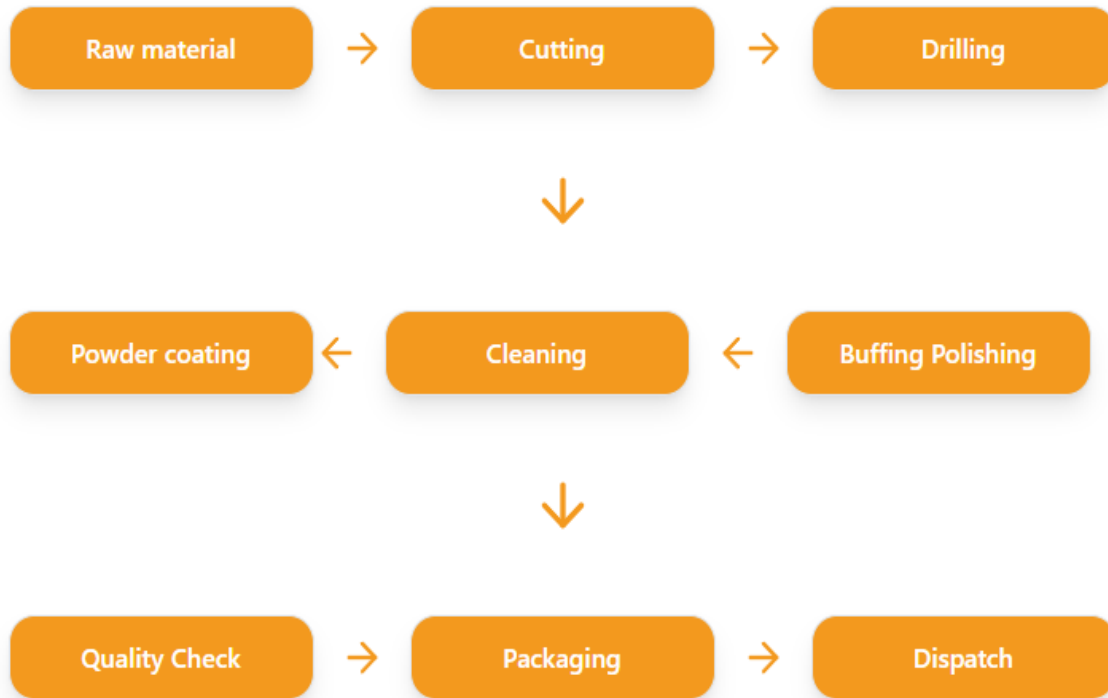 Raw material
Cutting
Drilling
Powder coating
Cleaning
Buffing Polishing
Quality Check
Packaging
Dispatch